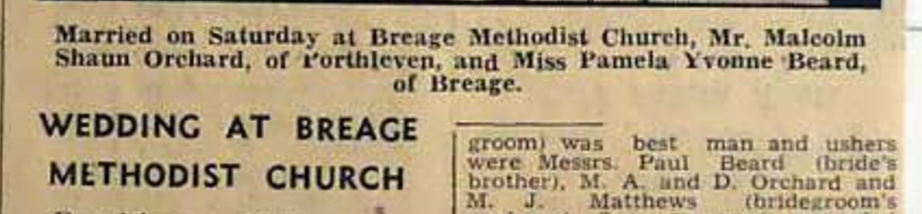 Married on Saturday at Breage Methodist Church, Mr. Malcolm
Shaun Orchard, of Porthleven, and Miss Pamela Yvonne Beard,
of Breage.
WEDDING AT BREAGE
METHODIST CHURCH
groom) was best man and ushers
were Messrs. Paul Beard (bride's
brother), M. A. and D. Orchard and
M. J. Matthews (bridegroom's